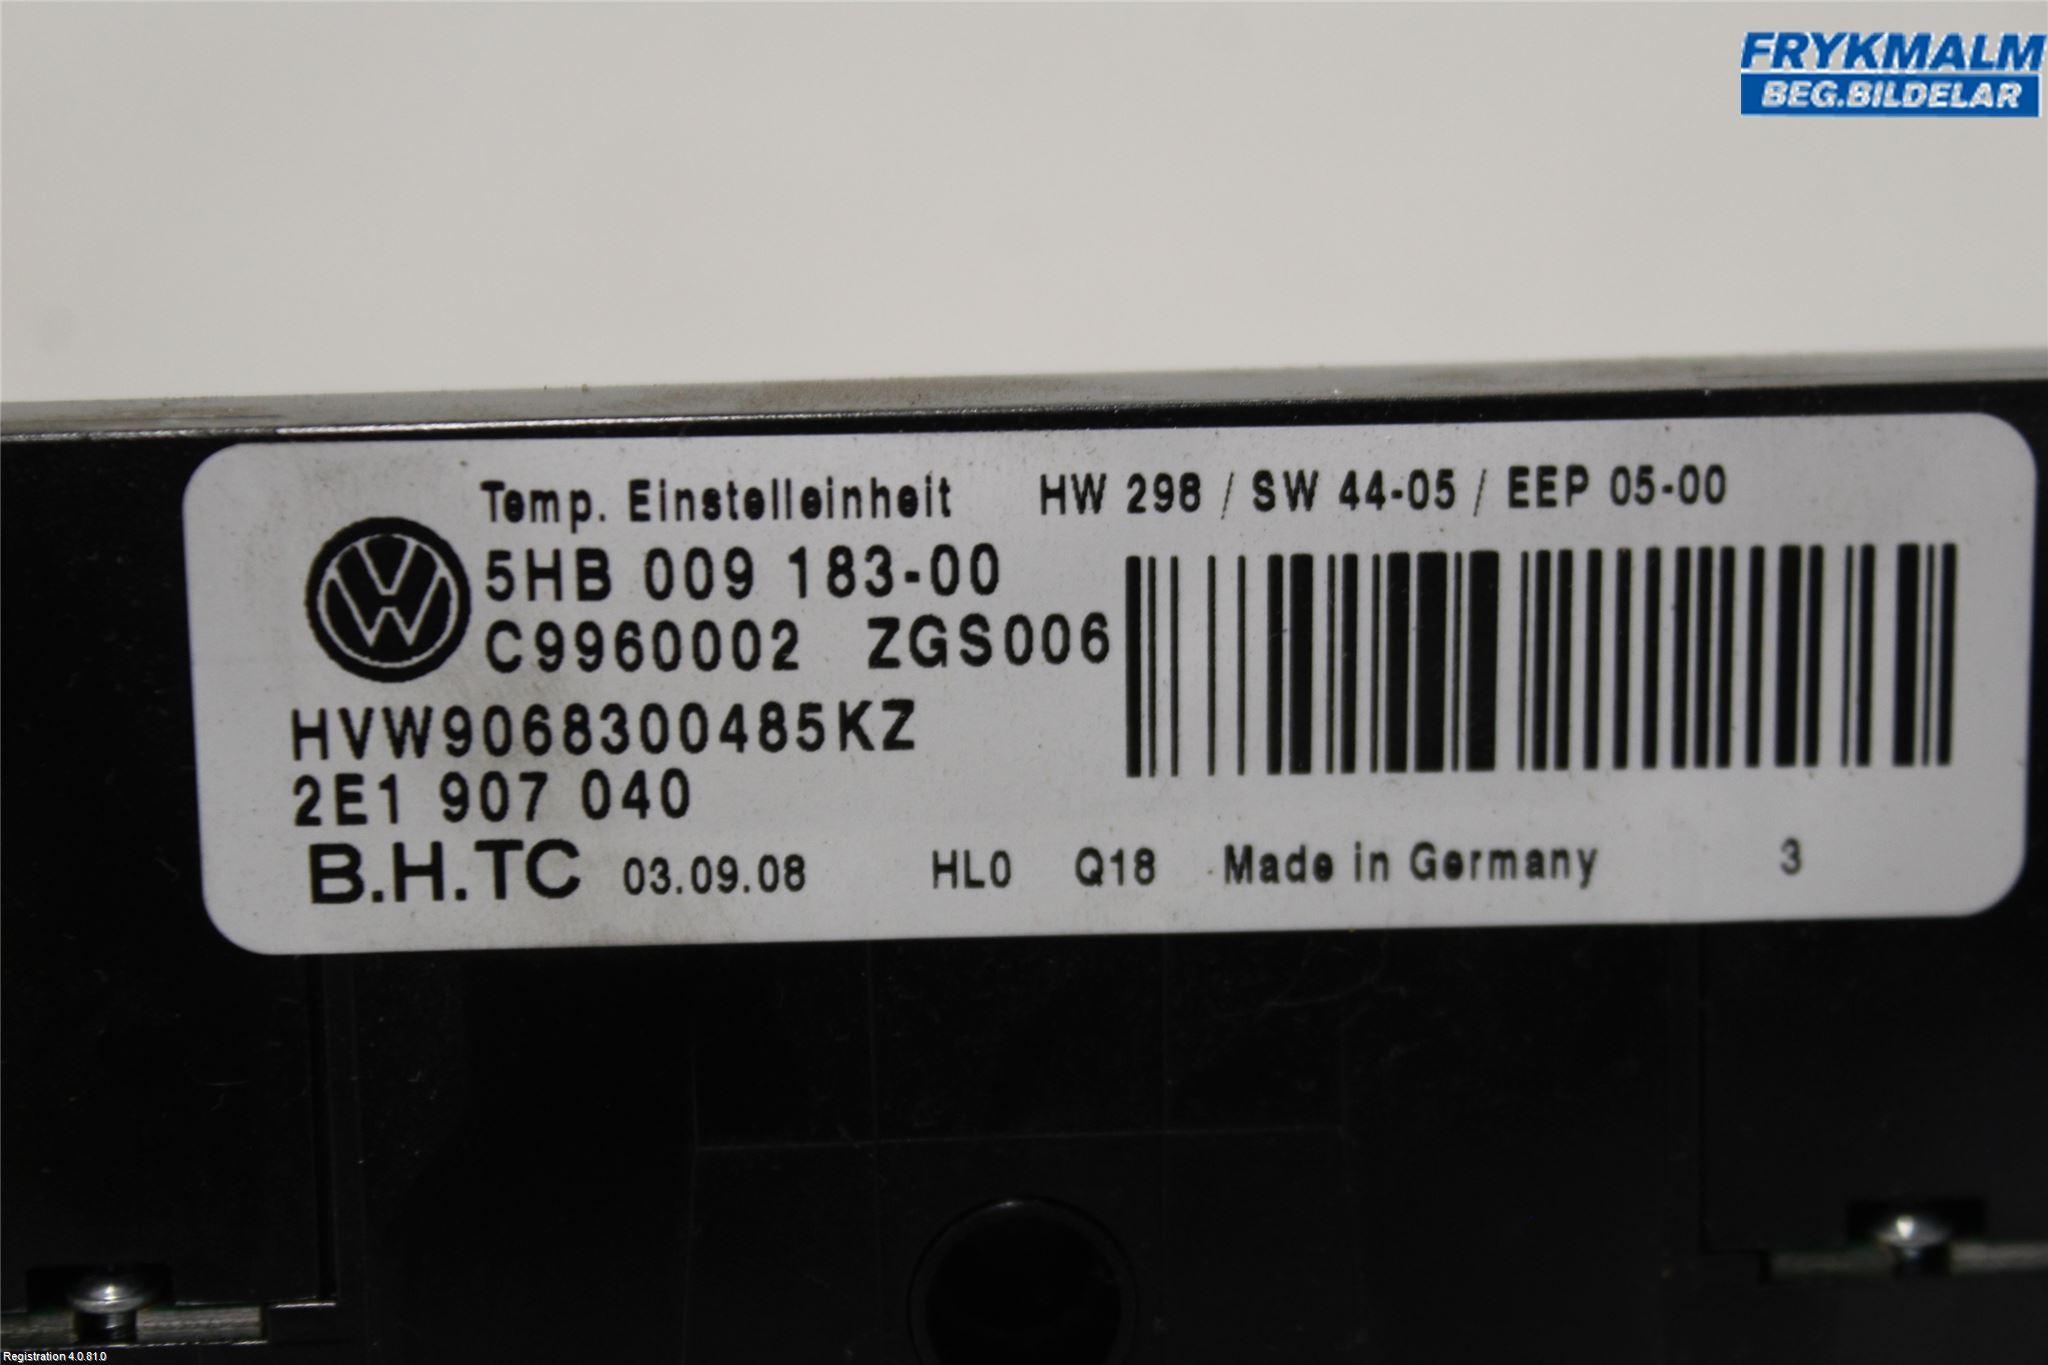 FRYKMALM
BEG.BILDELAR
Temp. Einstelleinheit HW 298 / SW 44-05 / EEP 05-00
5HB 009 183-00
C9960002 ZGS006
HVW9068300485KZ
2E1 907 040
B.H.TC 03.09.08 HL0 Q18 Made in Germany 3
Registration 4.0.81.0